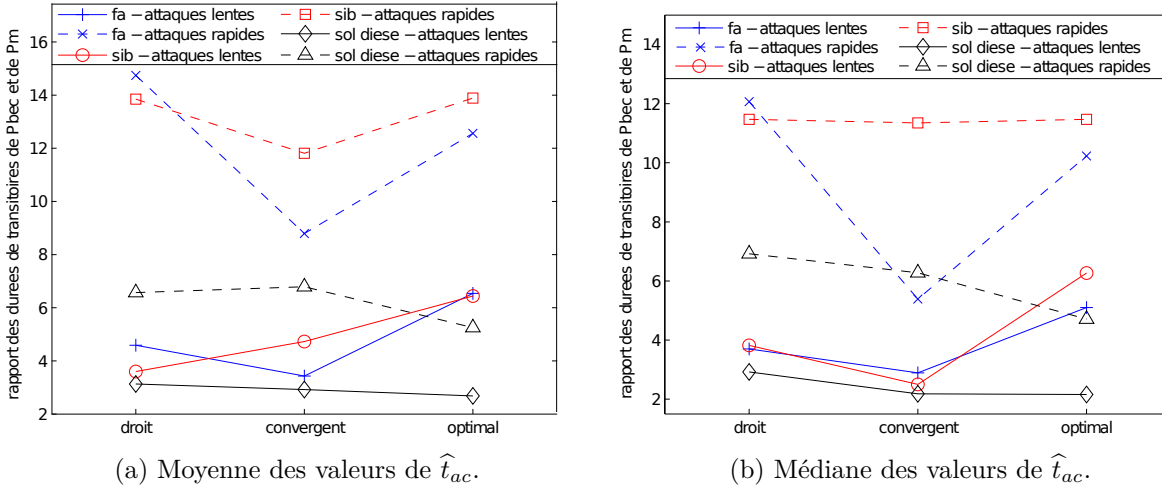 rapport des durees de transitoires de Pbec et de Pm
16
14
12
10
8
6
4
2
fa − attaques lentes
fa − attaques rapides
sib − attaques lentes
sib − attaques rapides
sol diese − attaques lentes
sol diese − attaques rapides
droit convergent optimal
(a) Moyenne des valeurs de t̂ac.
rapport des durees de transitoires de Pbec et de Pm
14
12
10
8
6
4
2
fa − attaques lentes
fa − attaques rapides
sib − attaques lentes
sib − attaques rapides
sol diese − attaques lentes
sol diese − attaques rapides
droit convergent optimal
(b) Médiane des valeurs de t̂ac.